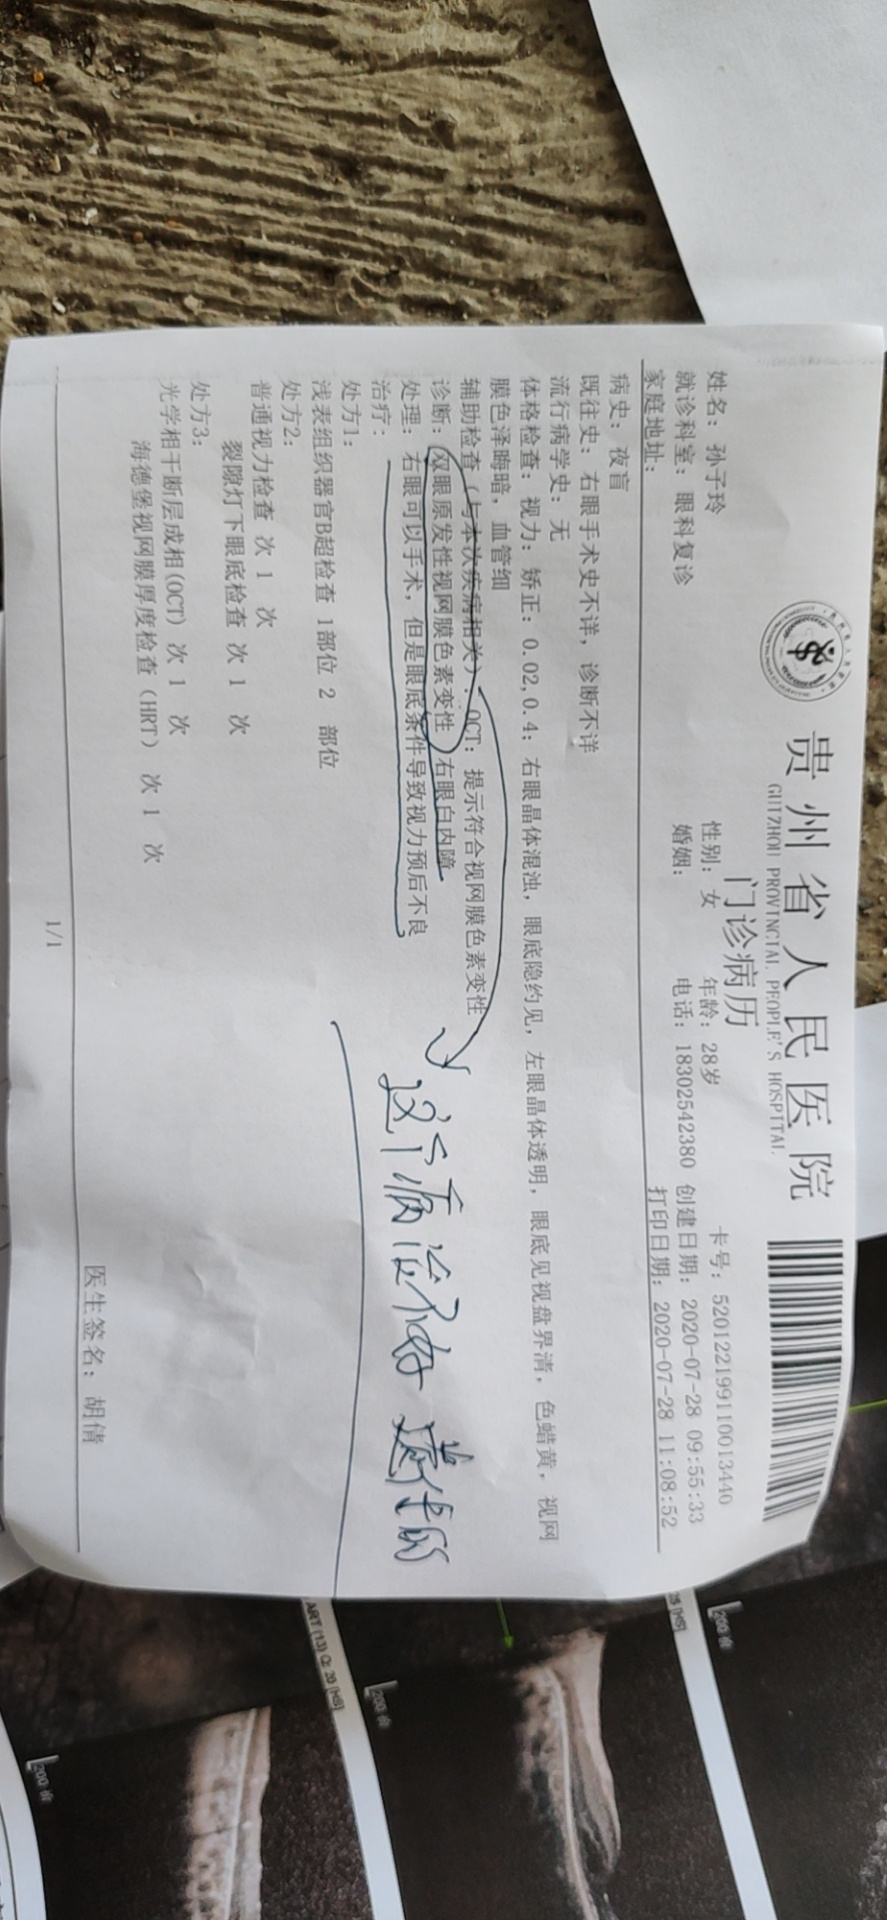 贵州省人民医院
GUIZHOU PROVINCIAL PEOPLE'S HOSPITAL
门诊病历
卡号: 520122199110013440
姓名: 孙子玲 性别: 女 年龄: 28岁 创建日期: 2020-07-28 09:55:33
就诊科室: 眼科复诊 婚姻: 电话: 18302542380 打印日期: 2020-07-28 11:08:52
家庭地址:
病史: 夜盲
既往史: 右眼手术史不详, 诊断不详
流行病学史: 无
体格检查: 视力: 矫正: 0.02,0.4; 右眼晶体混浊, 眼底隐约见, 左眼晶体透明, 眼底见视盘界清, 色蜡黄, 视网
膜色泽晦暗, 血管细
辅助检查(与本次疾病相关): OCT: 提示符合视网膜色素变性
诊断: 双眼原发性视网膜色素变性 右眼白内障
处理: 右眼可以手术, 但是眼底条件导致视力预后不良
治疗:
这个病治不好 遗传的
处方1:
浅表组织器官B超检查 1部位 2 部位
处方2:
普通视力检查 次 1 次
裂隙灯下眼底检查 次 1 次
处方3:
光学相干断层成相(OCT) 次 1 次
海德堡视网膜厚度检查(HRT) 次 1 次
医生签名: 胡倩
1/1
ART (13) Q: 20 [HS]
200
200
200